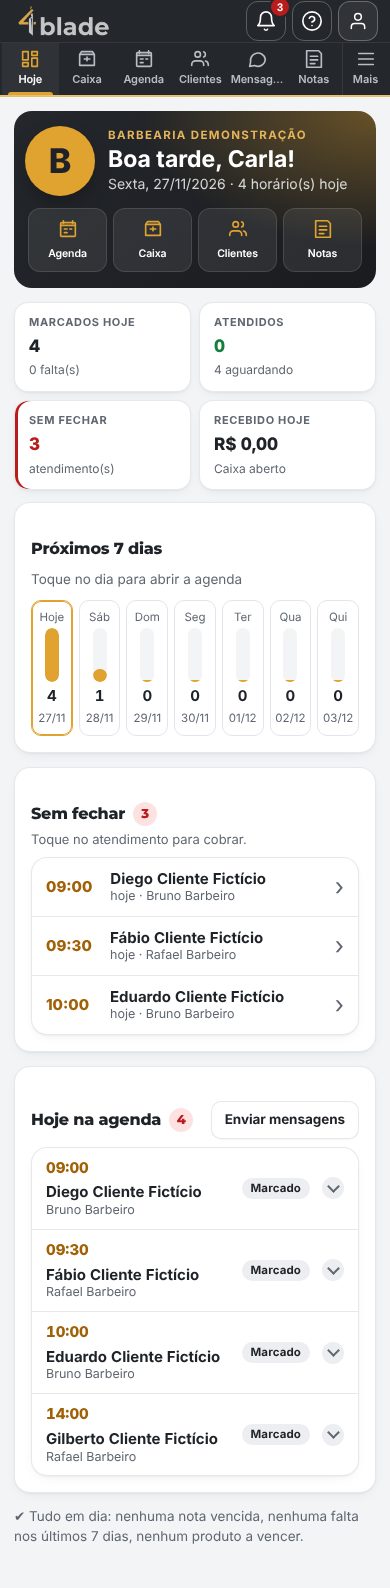 4blade
3
Hoje
Caixa
Agenda
Clientes
Mensag...
Notas
Mais
B
BARBEARIA DEMONSTRAÇÃO
Boa tarde, Carla!
Sexta, 27/11/2026 · 4 horário(s) hoje
Agenda
Caixa
Clientes
Notas
MARCADOS HOJE
4
0 falta(s)
ATENDIDOS
0
4 aguardando
SEM FECHAR
3
atendimento(s)
RECEBIDO HOJE
R$ 0,00
Caixa aberto
Próximos 7 dias
Toque no dia para abrir a agenda
Hoje Sáb Dom Seg Ter Qua Qui
4 1 0 0 0 0 0
27/11 28/11 29/11 30/11 01/12 02/12 03/12
Sem fechar 3
Toque no atendimento para cobrar.
09:00 Diego Cliente Fictício
hoje · Bruno Barbeiro
09:30 Fábio Cliente Fictício
hoje · Rafael Barbeiro
10:00 Eduardo Cliente Fictício
hoje · Bruno Barbeiro
Hoje na agenda 4 Enviar mensagens
09:00
Diego Cliente Fictício
Bruno Barbeiro
Marcado
09:30
Fábio Cliente Fictício
Rafael Barbeiro
Marcado
10:00
Eduardo Cliente Fictício
Bruno Barbeiro
Marcado
14:00
Gilberto Cliente Fictício
Rafael Barbeiro
Marcado
✔ Tudo em dia: nenhuma nota vencida, nenhuma falta
nos últimos 7 dias, nenhum produto a vencer.